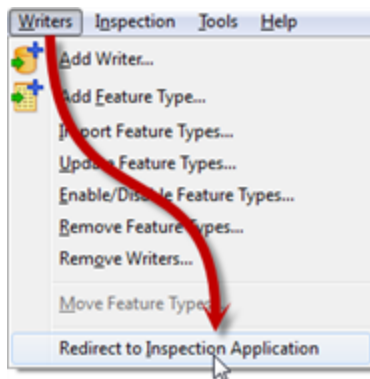 Writers Inspection Tools Help
Add Writer...
Add Feature Type...
Import Feature Types...
Update Feature Types...
Enable/Disable Feature Types...
Remove Feature Types...
Remove Writers...
Move Feature Types
Redirect to Inspection Application